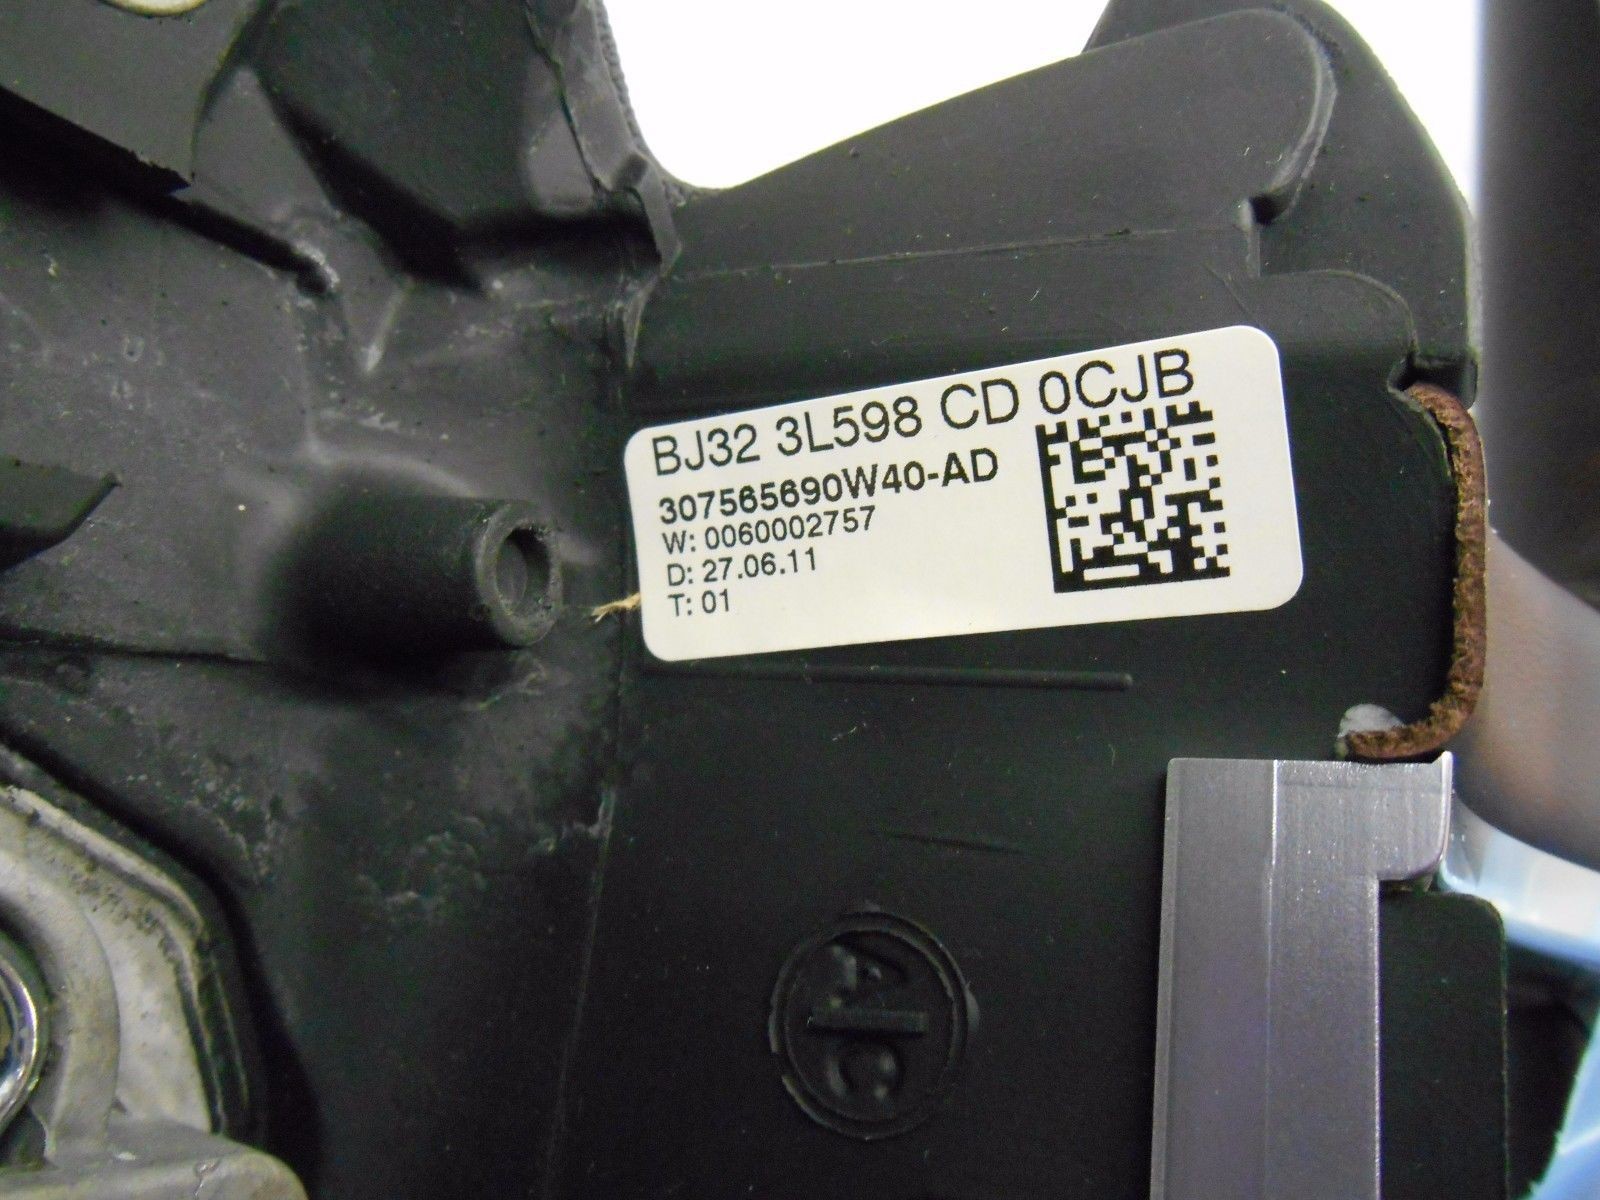 BJ32 3L598 CD 0CJB
307565690W40-AD
W: 0060002757
D: 27.06.11
T: 01